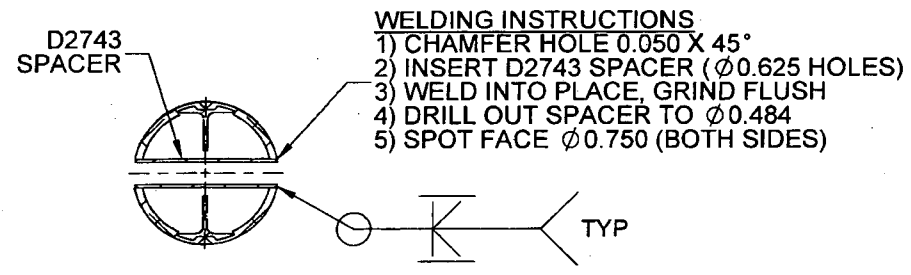 D2743
SPACER
WELDING INSTRUCTIONS
1) CHAMFER HOLE 0.050 X 45°
2) INSERT D2743 SPACER (∅0.625 HOLES)
3) WELD INTO PLACE, GRIND FLUSH
4) DRILL OUT SPACER TO ∅0.484
5) SPOT FACE ∅0.750 (BOTH SIDES)
TYP